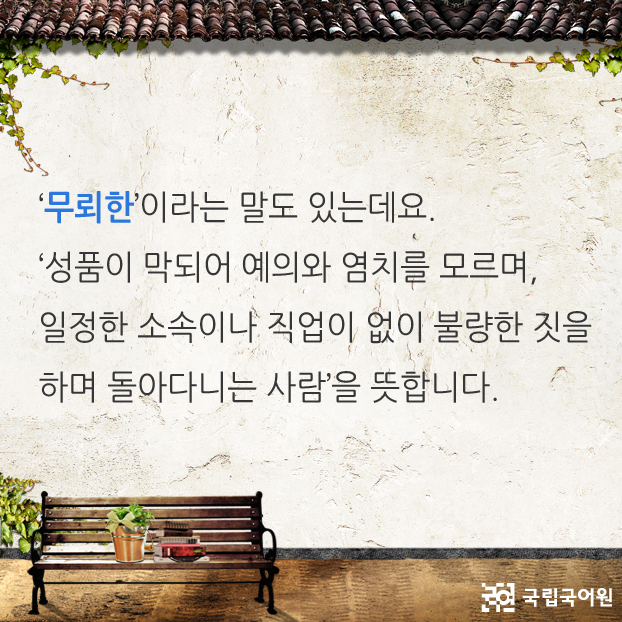 ‘무뢰한’이라는 말도 있는데요.
‘성품이 막되어 예의와 염치를 모르며,
일정한 소속이나 직업이 없이 불량한 짓을
하며 돌아다니는 사람’을 뜻합니다.
국립국어원